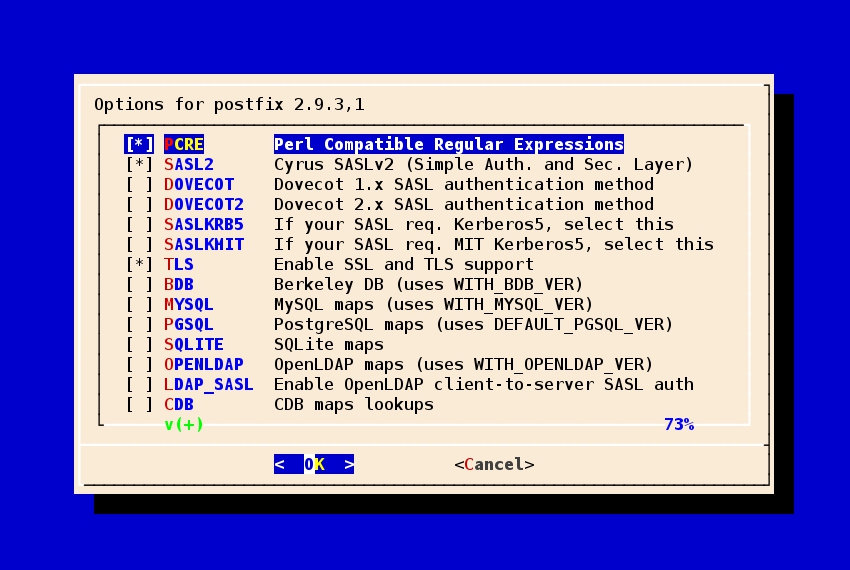 Options for postfix 2.9.3,1
[*] PCRE Perl Compatible Regular Expressions
[*] SASL2 Cyrus SASLv2 (Simple Auth. and Sec. Layer)
[ ] DOVECOT Dovecot 1.x SASL authentication method
[ ] DOVECOT2 Dovecot 2.x SASL authentication method
[ ] SASLKRB5 If your SASL req. Kerberos5, select this
[ ] SASLKMIT If your SASL req. MIT Kerberos5, select this
[*] TLS Enable SSL and TLS support
[ ] BDB Berkeley DB (uses WITH_BDB_VER)
[ ] MYSQL MySQL maps (uses WITH_MYSQL_VER)
[ ] PGSQL PostgreSQL maps (uses DEFAULT_PGSQL_VER)
[ ] SQLITE SQLite maps
[ ] OPENLDAP OpenLDAP maps (uses WITH_OPENLDAP_VER)
[ ] LDAP_SASL Enable OpenLDAP client-to-server SASL auth
[ ] CDB CDB maps lookups
v(+) 73%
< OK > <Cancel>